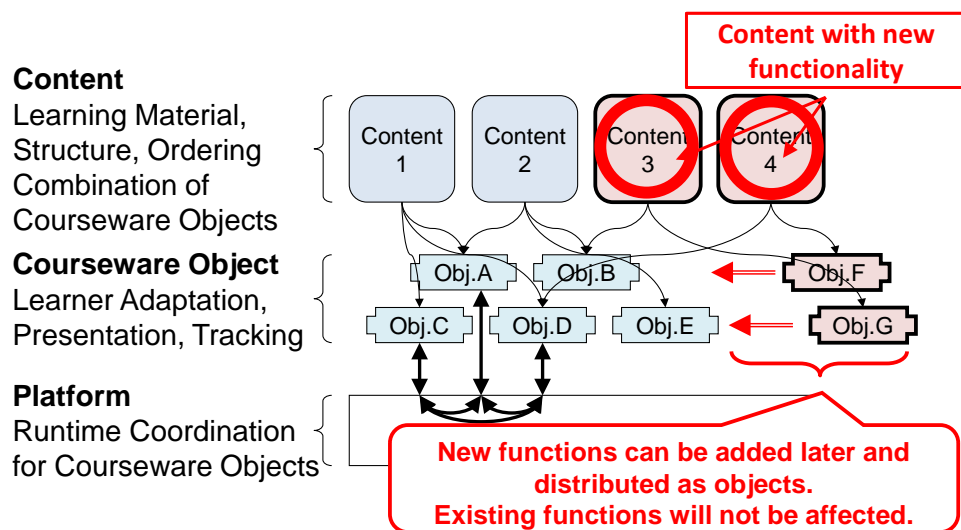 Content with new
functionality
Content
Learning Material,
Structure, Ordering
Combination of
Courseware Objects
Content
1
Content
2
Content
3
Content
4
Courseware Object
Learner Adaptation,
Presentation, Tracking
Obj.A
Obj.B
Obj.F
Obj.C
Obj.D
Obj.E
Obj.G
Platform
Runtime Coordination
for Courseware Objects
New functions can be added later and
distributed as objects.
Existing functions will not be affected.